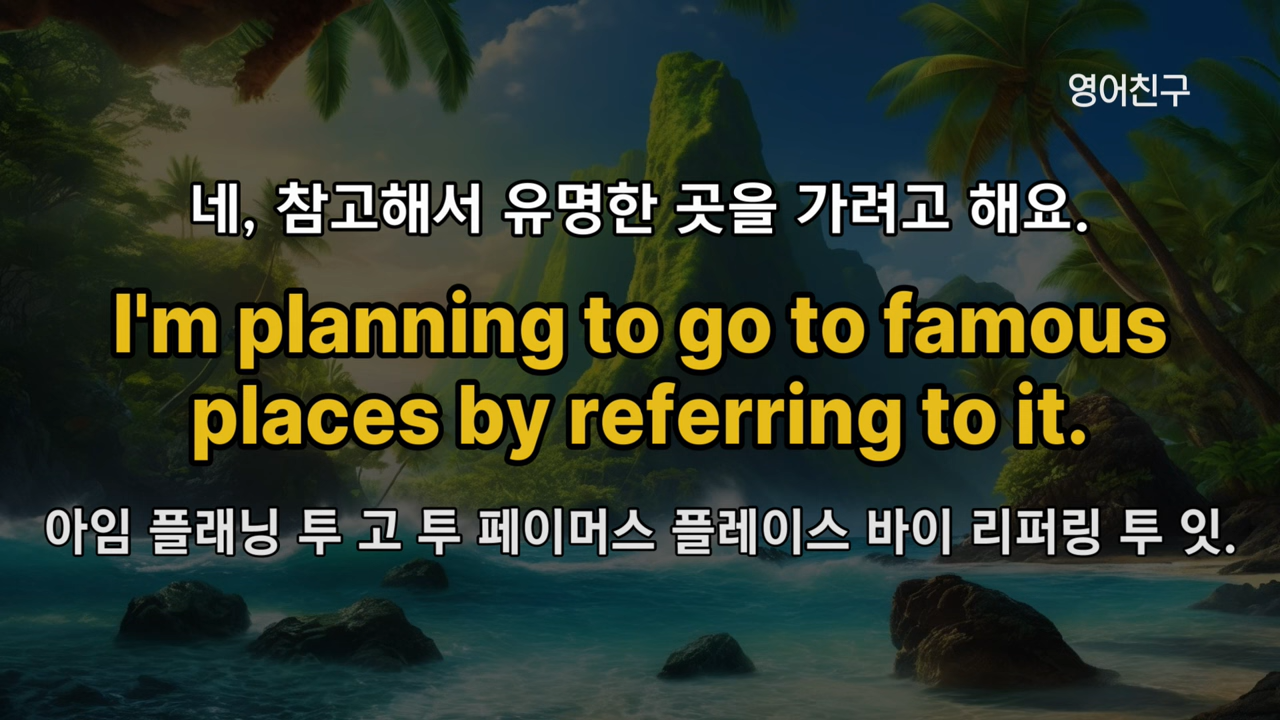 영어친구
네, 참고해서 유명한 곳을 가려고 해요.
I'm planning to go to famous
places by referring to it.
아임 플래닝 투 고 투 페이머스 플레이스 바이 리퍼링 투 잇.